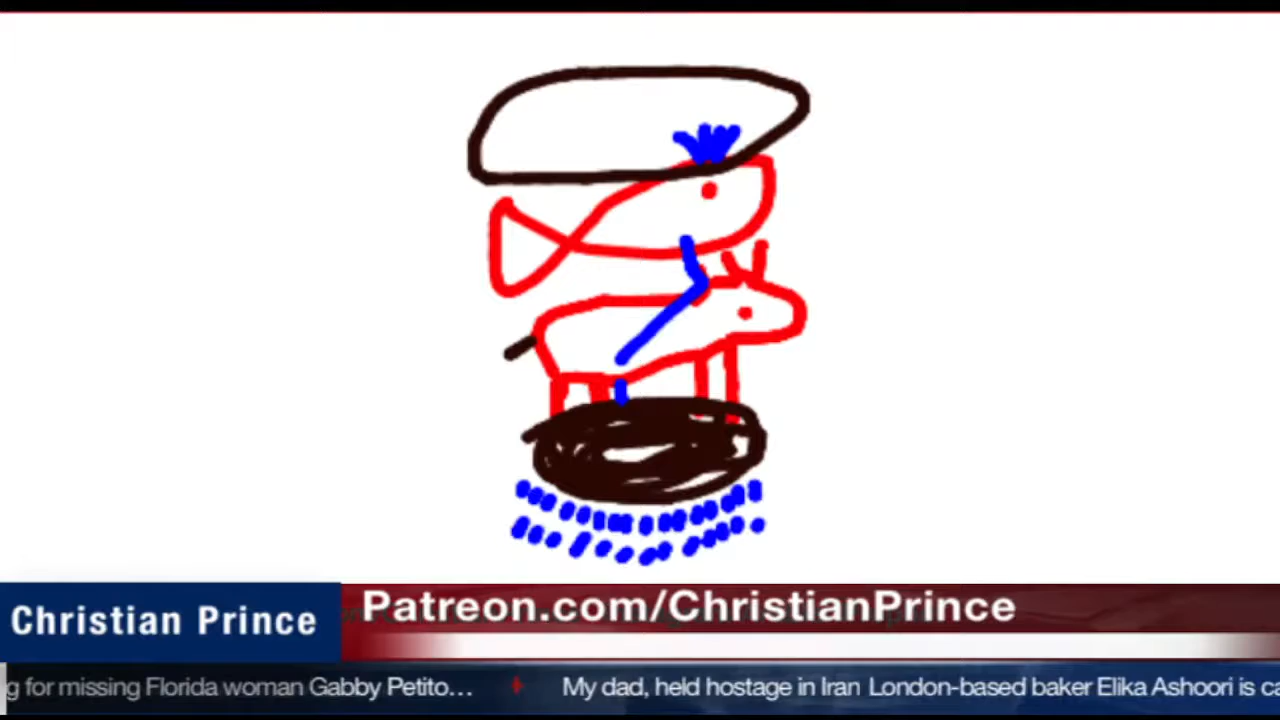 Patreon.com/ChristianPrince
Christian Prince
g for missing Florida woman Gabby Petito... My dad, held hostage in Iran London-based baker Elika Ashoori is ca